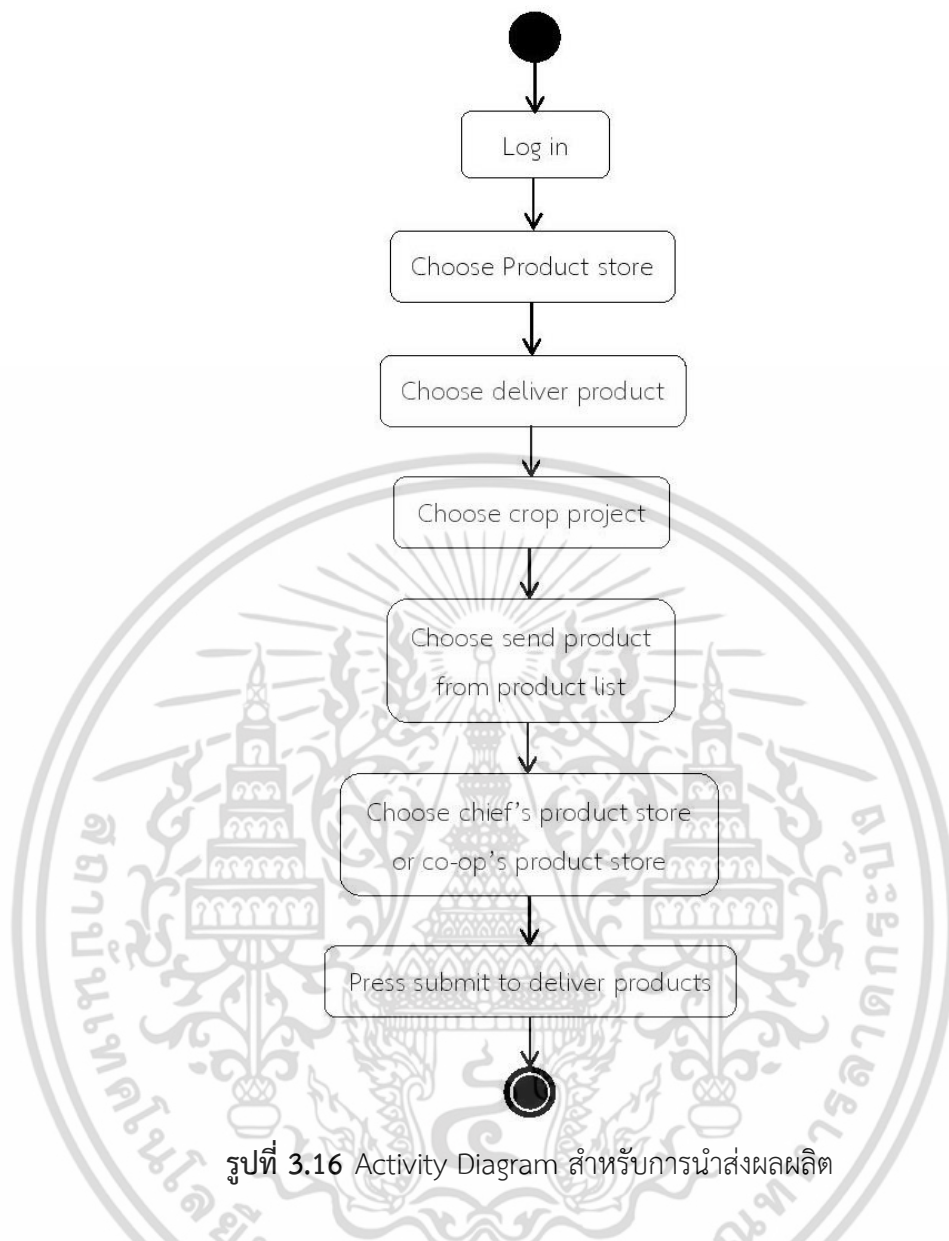 Log in
Choose Product store
Choose deliver product
Choose crop project
Choose send product
from product list
Choose chief's product store
or co-op's product store
Press submit to deliver products
รูปที่ 3.16 Activity Diagram สำหรับการนำส่งผลผลิต